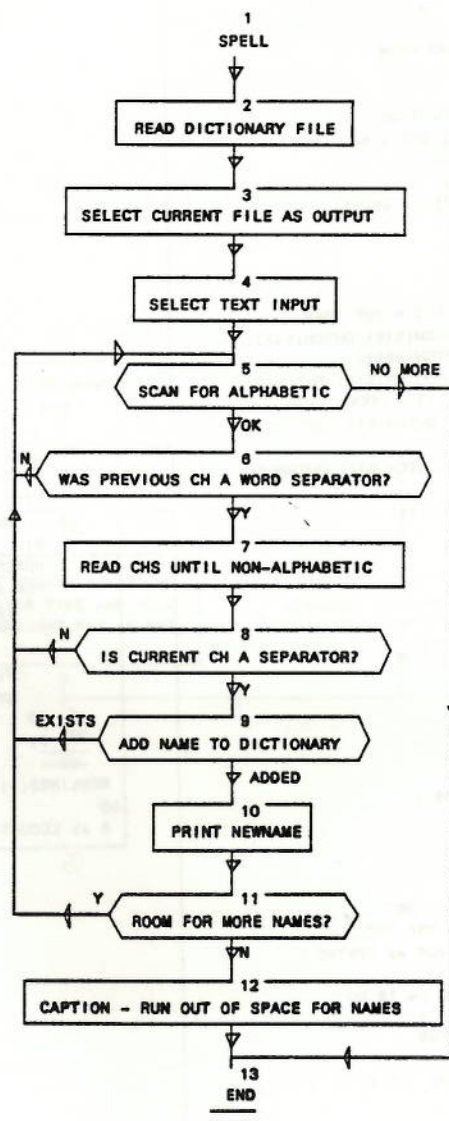 1
SPELL
2
READ DICTIONARY FILE
3
SELECT CURRENT FILE AS OUTPUT
4
SELECT TEXT INPUT
5
SCAN FOR ALPHABETIC
NO MORE
OK
6
N
WAS PREVIOUS CH A WORD SEPARATOR?
Y
7
READ CHS UNTIL NON-ALPHABETIC
8
N
IS CURRENT CH A SEPARATOR?
Y
9
EXISTS
ADD NAME TO DICTIONARY
ADDED
10
PRINT NEWNAME
11
Y
ROOM FOR MORE NAMES?
N
12
CAPTION - RUN OUT OF SPACE FOR NAMES
13
END